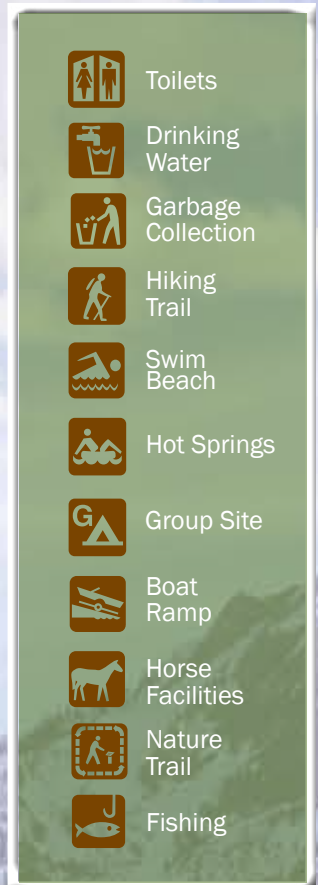 Toilets
Drinking
Water
Garbage
Collection
Hiking
Trail
Swim
Beach
Hot Springs
G
Group Site
Boat
Ramp
Horse
Facilities
Nature
Trail
Fishing